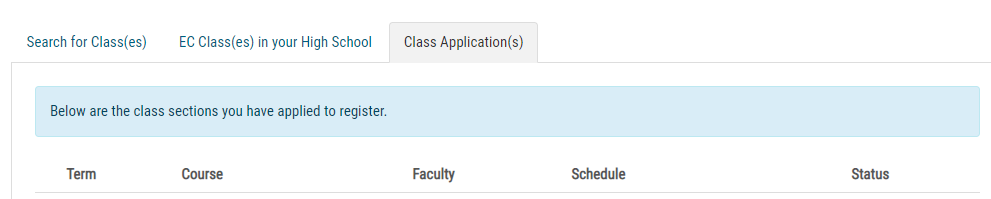 Search for Class(es) EC Class(es) in your High School Class Application(s)
Below are the class sections you have applied to register.
Term Course Faculty Schedule Status